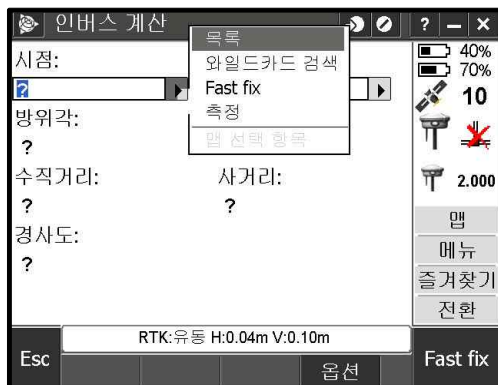 인버스 계산
? – ×
목록
와일드카드 검색
Fast fix
측정
맵 선택 항목
시점:
?
방위각:
?
수직거리:
사거리:
?
?
경사도:
?
40%
70%
10
2.000
맵
메뉴
즐겨찾기
전환
RTK:유동 H:0.04m V:0.10m
Esc
옵션
Fast fix